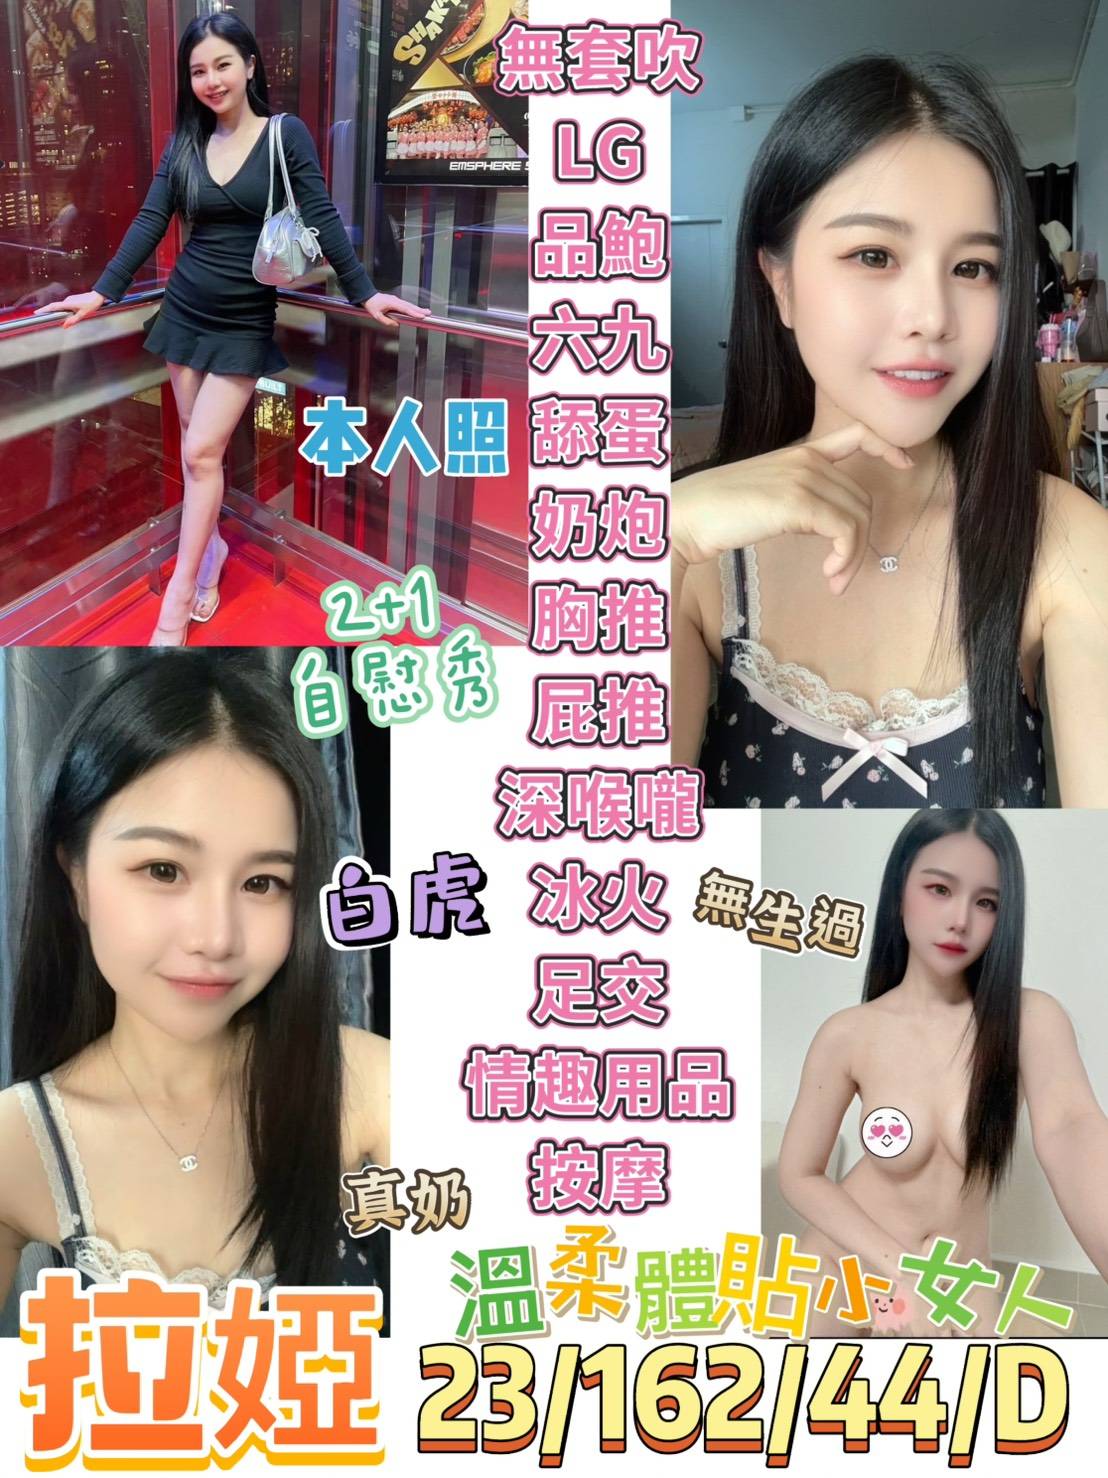 無套吹
LG
品鮑
六九
舔蛋
奶炮
胸推
屁推
深喉嚨
冰火
足交
情趣用品
按摩
EMSPHERE S
本人照
2+1
自慰秀
白虎
無生過
真奶
溫柔體貼小女人
拉婭
23/162/44/D